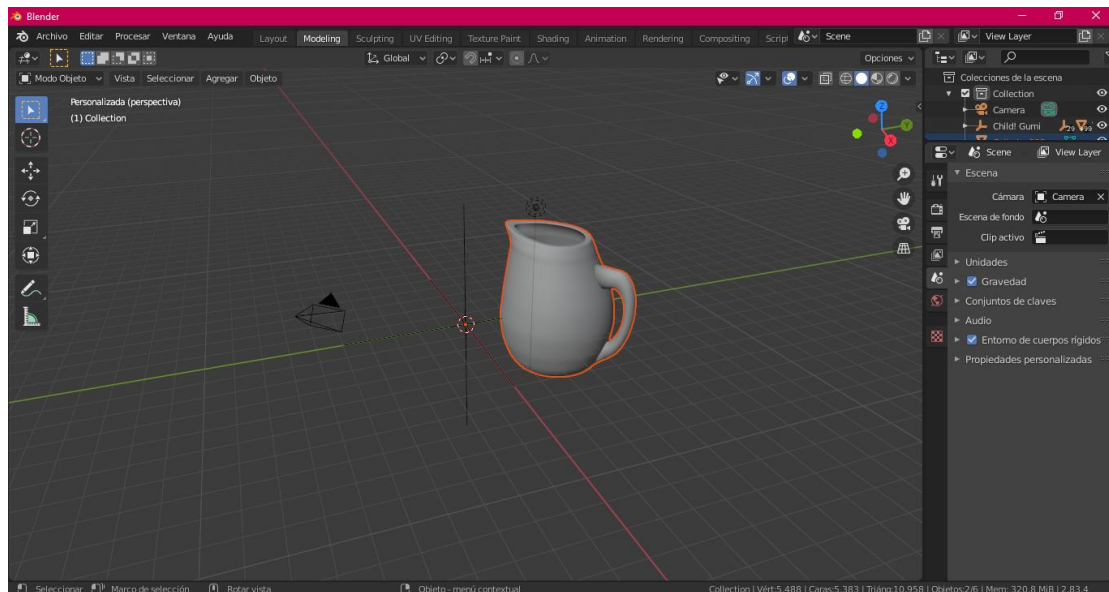 Blender
Archivo Editar Procesar Ventana Ayuda Layout Modeling Sculpting UV Editing Texture Paint Shading Animation Rendering Compositing Script Scene View Layer
Global Opciones
Modo Objeto Vista Seleccionar Agregar Objeto
Personalizada (perspectiva)
(1) Collection
Z
Y
X
Colecciones de la escena
Collection
Camera
Child! Gumi 29 99
Scene View Layer
Escena
Cámara Camera
Escena de fondo
Clip activo
Unidades
Gravedad
Conjuntos de claves
Audio
Entorno de cuerpos rígidos
Propiedades personalizadas
Seleccionar Marco de selección Rotar vista Objeto - menú contextual Collection | Vért:5.488 | Caras:5.383 | Triáng:10.958 | Objetos:2/6 | Mem: 320.8 MiB | 2.83.4